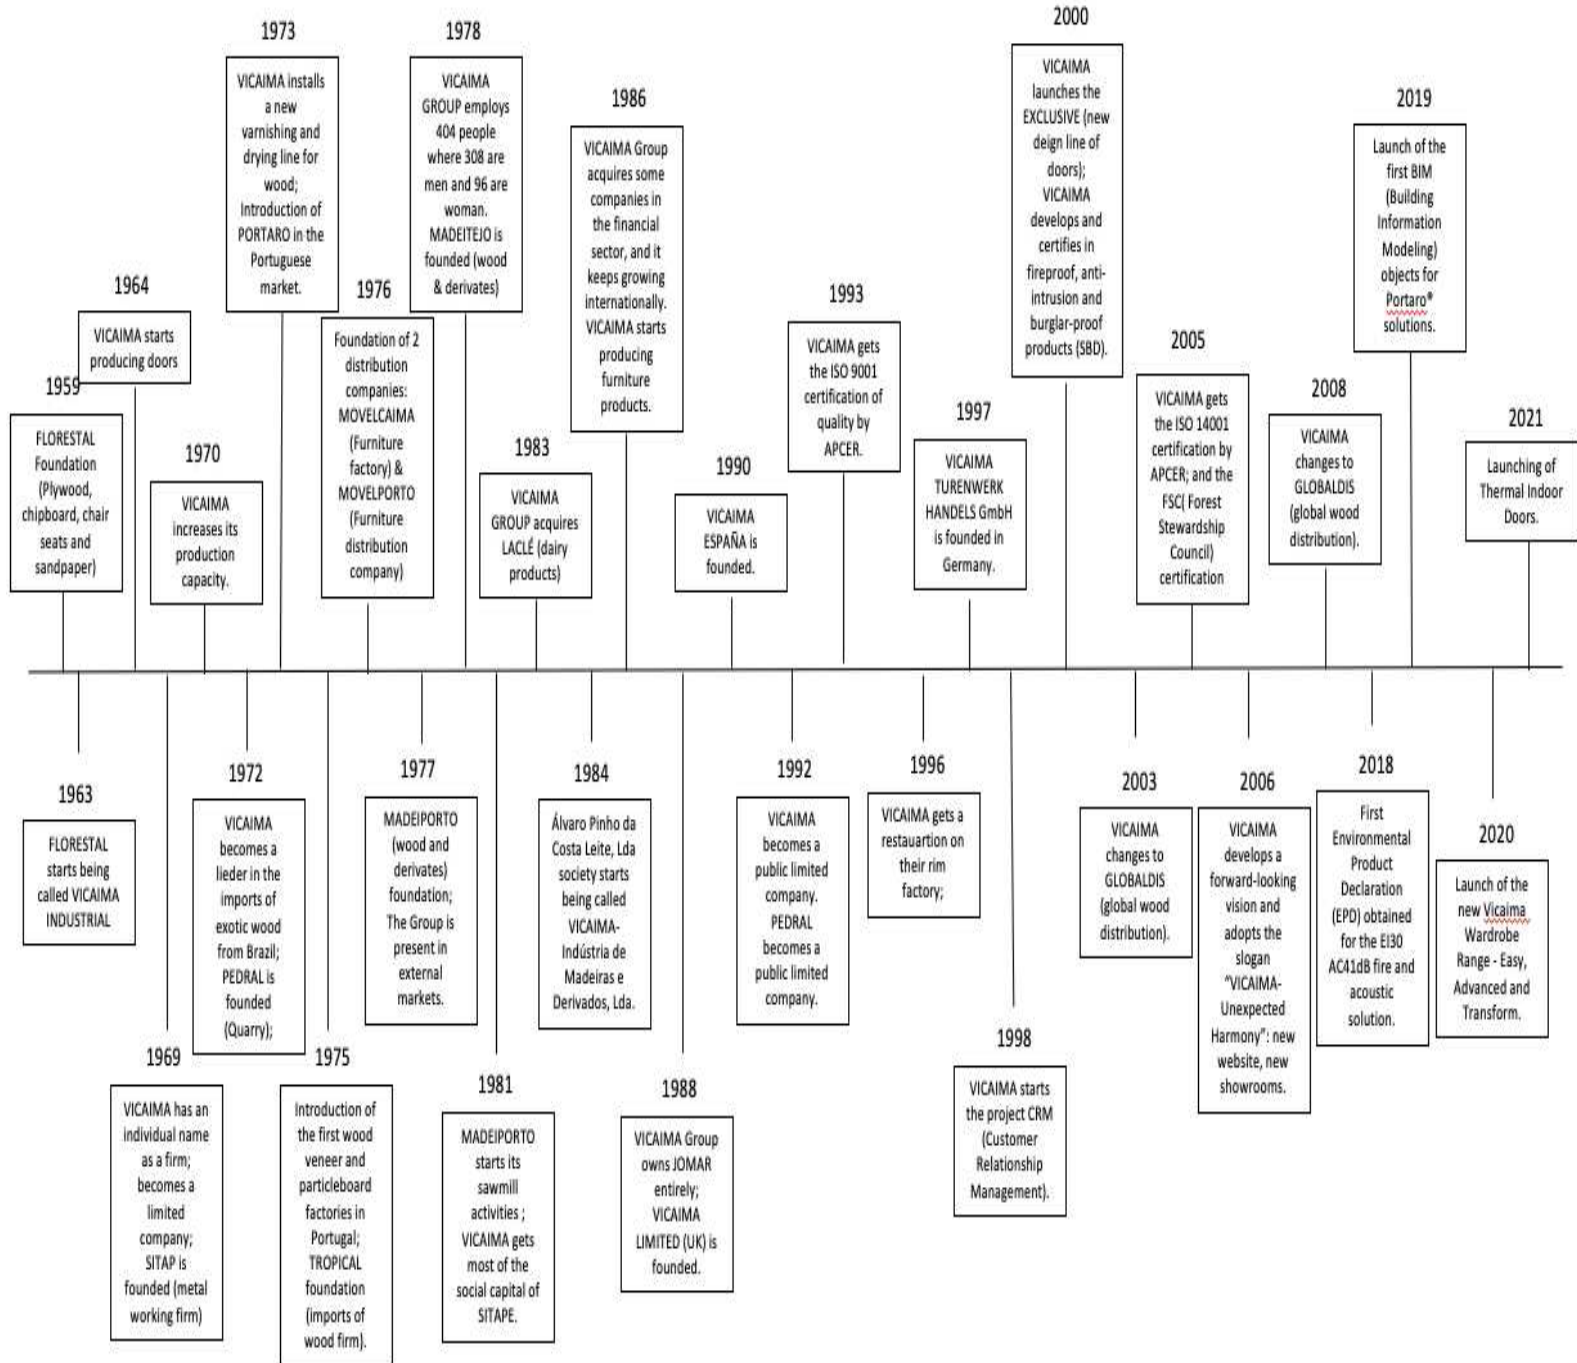 1959
FLORESTAL
Foundation
(Plywood,
chipboard, chair
seats and
sandpaper)
1964
VICAIMA starts
producing doors
1970
VICAIMA
increases its
production
capacity.
1973
VICAIMA installs
a new
varnishing and
drying line for
wood;
Introduction of
PORTARO in the
Portuguese
market.
1976
Foundation of 2
distribution
companies:
MOVELCAIMA
(Furniture
factory) &
MOVELPORTO
(Furniture
distribution
company)
1978
VICAIMA
GROUP employs
404 people
where 308 are
men and 96 are
woman.
MADEITEJO is
founded (wood
& derivates)
1983
VICAIMA
GROUP acquires
LACLÉ (dairy
products)
1986
VICAIMA Group
acquires some
companies in
the financial
sector, and it
keeps growing
internationally.
VICAIMA starts
producing
furniture
products.
1990
VICAIMA
ESPAÑA is
founded.
1993
VICAIMA gets
the ISO 9001
certification of
quality by
APCER.
1997
VICAIMA
TURENWERK
HANDELS GmbH
is founded in
Germany.
2000
VICAIMA
launches the
EXCLUSIVE (new
deign line of
doors);
VICAIMA
develops and
certifies in
fireproof, anti-
intrusion and
burglar-proof
products (SBD).
2005
VICAIMA gets
the ISO 14001
certification by
APCER; and the
FSC( Forest
Stewardship
Council)
certification
2008
VICAIMA
changes to
GLOBALDIS
(global wood
distribution).
2019
Launch of the
first BIM
(Building
Information
Modeling)
objects for
Portaro®
solutions.
2021
Launching of
Thermal Indoor
Doors.
1963
FLORESTAL
starts being
called VICAIMA
INDUSTRIAL
1969
VICAIMA has an
individual name
as a firm;
becomes a
limited
company;
SITAP is
founded (metal
working firm)
1972
VICAIMA
becomes a
lieder in the
imports of
exotic wood
from Brazil;
PEDRAL is
founded
(Quarry);
1975
Introduction of
the first wood
veneer and
particleboard
factories in
Portugal;
TROPICAL
foundation
(imports of
wood firm).
1977
MADEIPORTO
(wood and
derivates)
foundation;
The Group is
present in
external
markets.
1981
MADEIPORTO
starts its
sawmill
activities ;
VICAIMA gets
most of the
social capital of
SITAPE.
1984
Álvaro Pinho da
Costa Leite, Lda
society starts
being called
VICAIMA-
Indústria de
Madeiras e
Derivados, Lda.
1988
VICAIMA Group
owns JOMAR
entirely;
VICAIMA
LIMITED (UK) is
founded.
1992
VICAIMA
becomes a
public limited
company.
PEDRAL
becomes a
public limited
company.
1996
VICAIMA gets a
restauartion on
their rim
factory;
1998
VICAIMA starts
the project CRM
(Customer
Relationship
Management).
2003
VICAIMA
changes to
GLOBALDIS
(global wood
distribution).
2006
VICAIMA
develops a
forward-looking
vision and
adopts the
slogan
"VICAIMA-
Unexpected
Harmony": new
website, new
showrooms.
2018
First
Environmental
Product
Declaration
(EPD) obtained
for the EI30
AC41dB fire and
acoustic
solution.
2020
Launch of the
new Vicaima
Wardrobe
Range - Easy,
Advanced and
Transform.